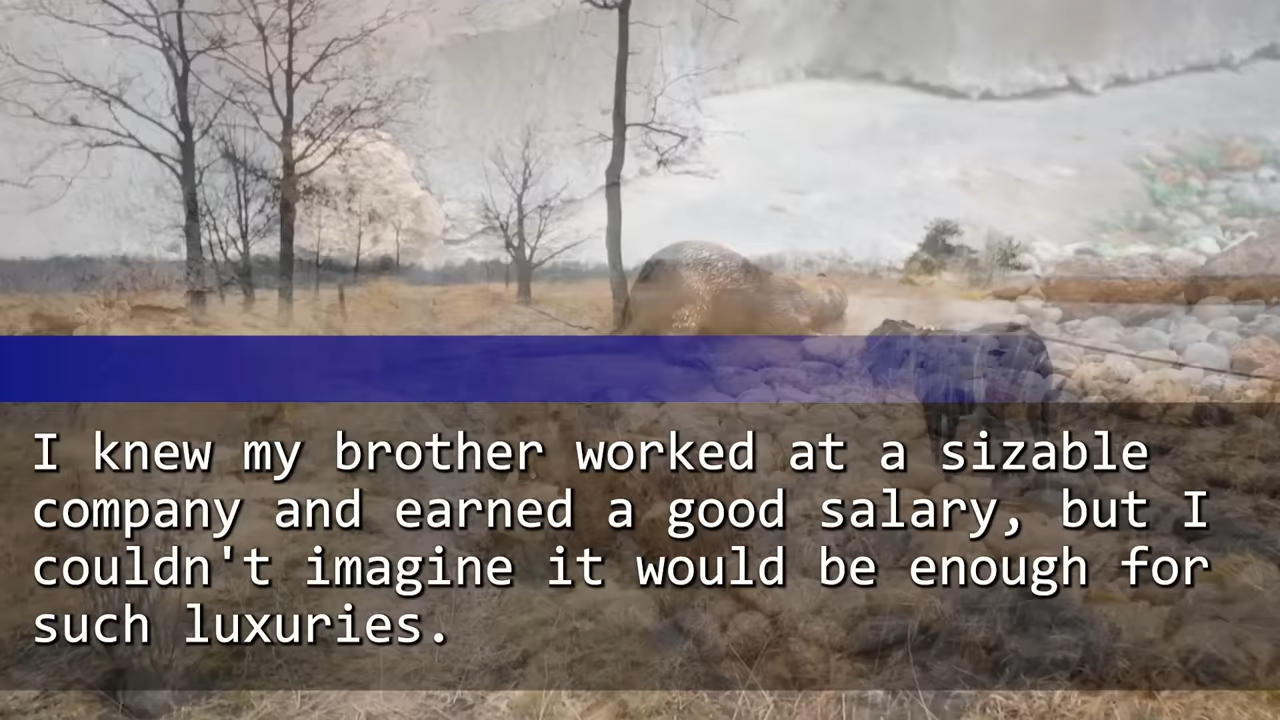 I knew my brother worked at a sizable
company and earned a good salary, but I
couldn't imagine it would be enough for
such luxuries.